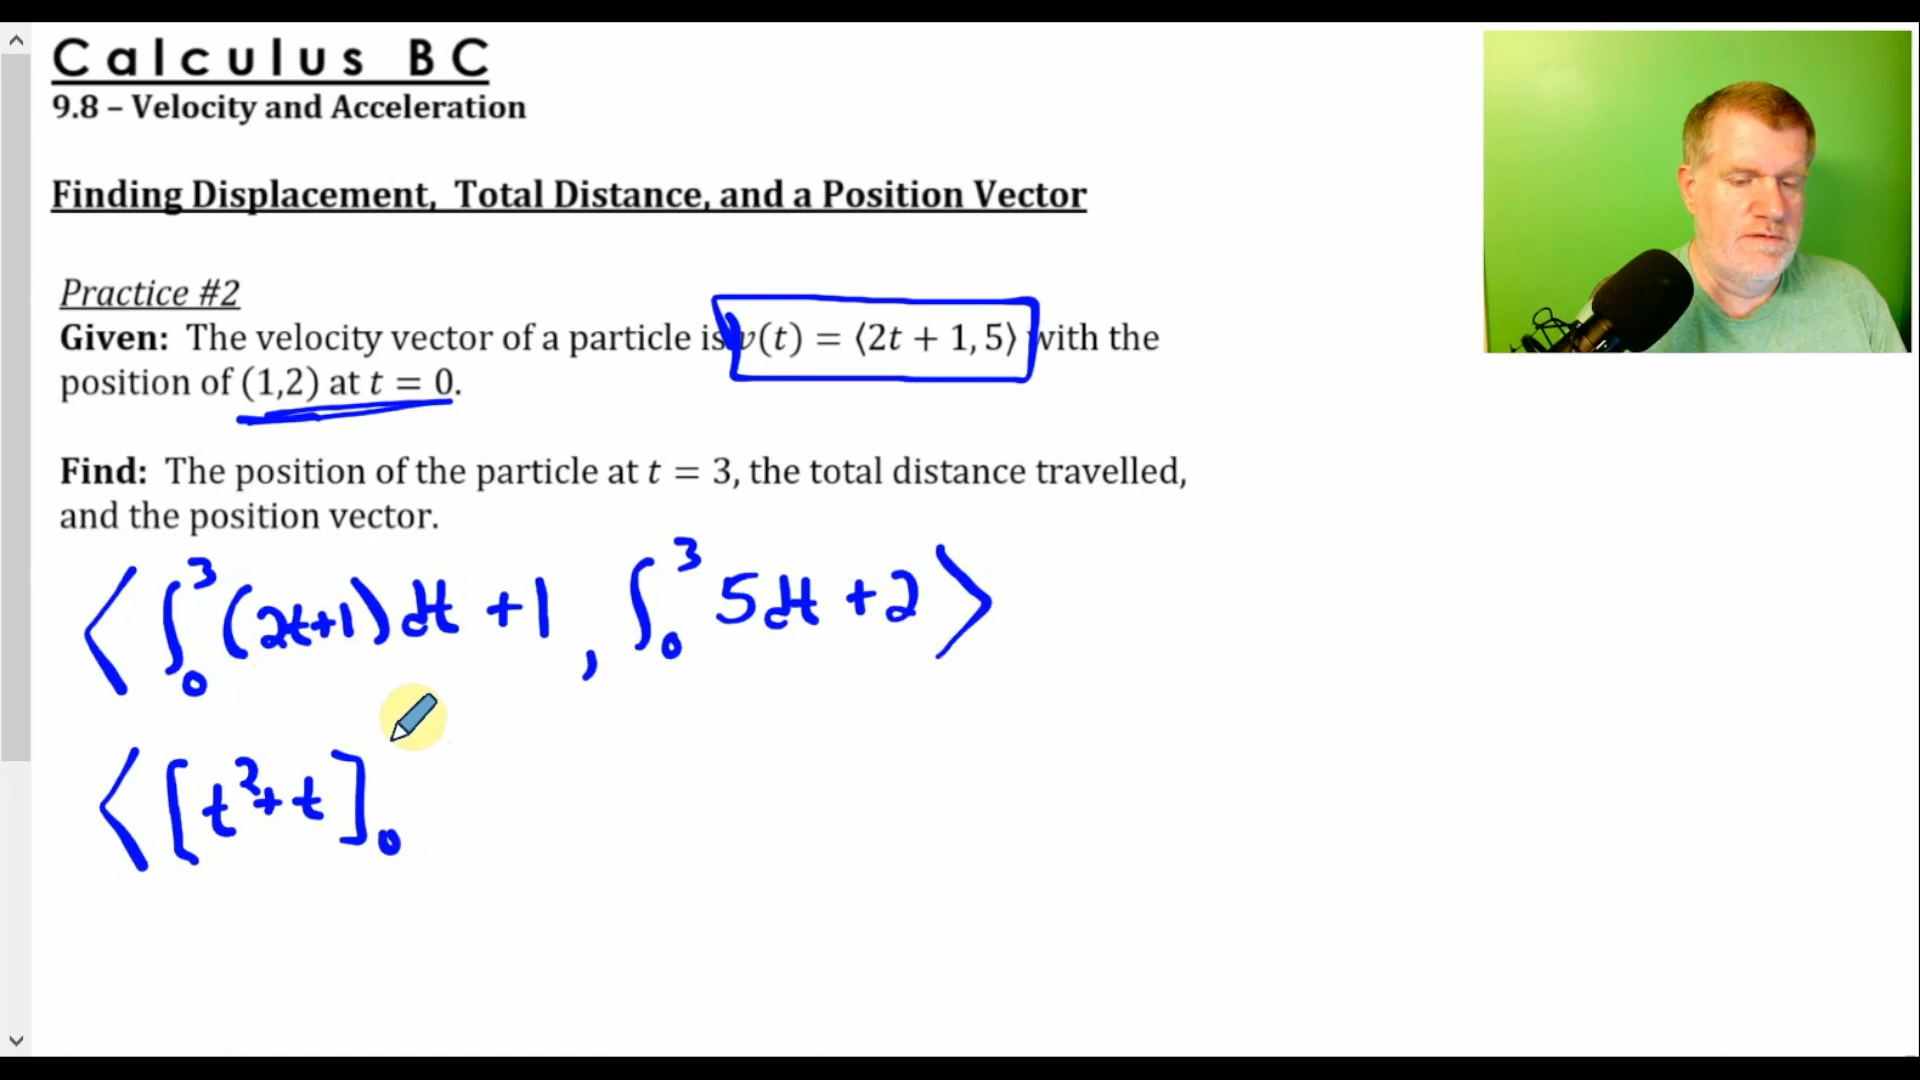 Calculus BC
9.8 – Velocity and Acceleration
Finding Displacement, Total Distance, and a Position Vector
Practice #2
Given: The velocity vector of a particle is v(t) = ⟨2t + 1, 5⟩ with the
position of (1,2) at t = 0.
Find: The position of the particle at t = 3, the total distance travelled,
and the position vector.
⟨ ∫₀³ (2t+1) dt + 1 , ∫₀³ 5dt + 2 ⟩
⟨ [t² + t]₀